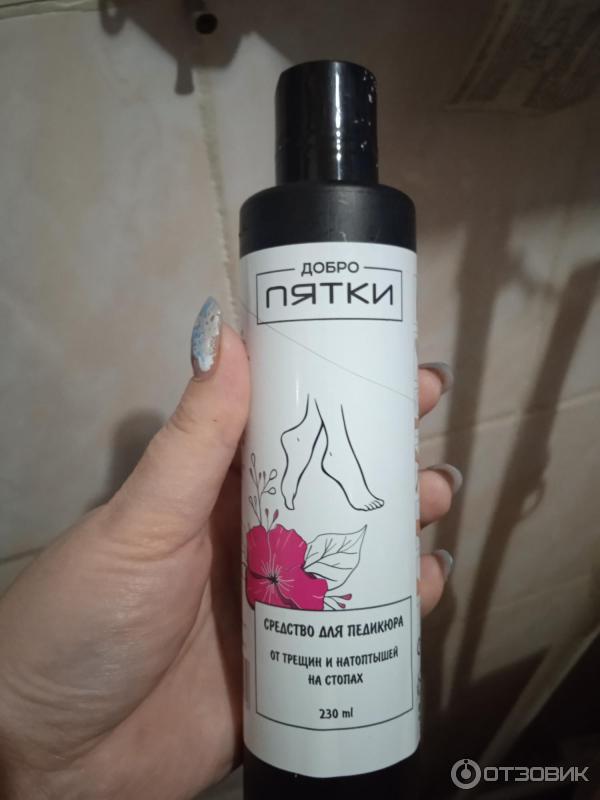 ДОБРО
ПЯТКИ
СРЕДСТВО ДЛЯ ПЕДИКЮРА
ОТ ТРЕЩИН И НАТОПТЫШЕЙ
НА СТОПАХ
230 ml
ОТЗОВИК